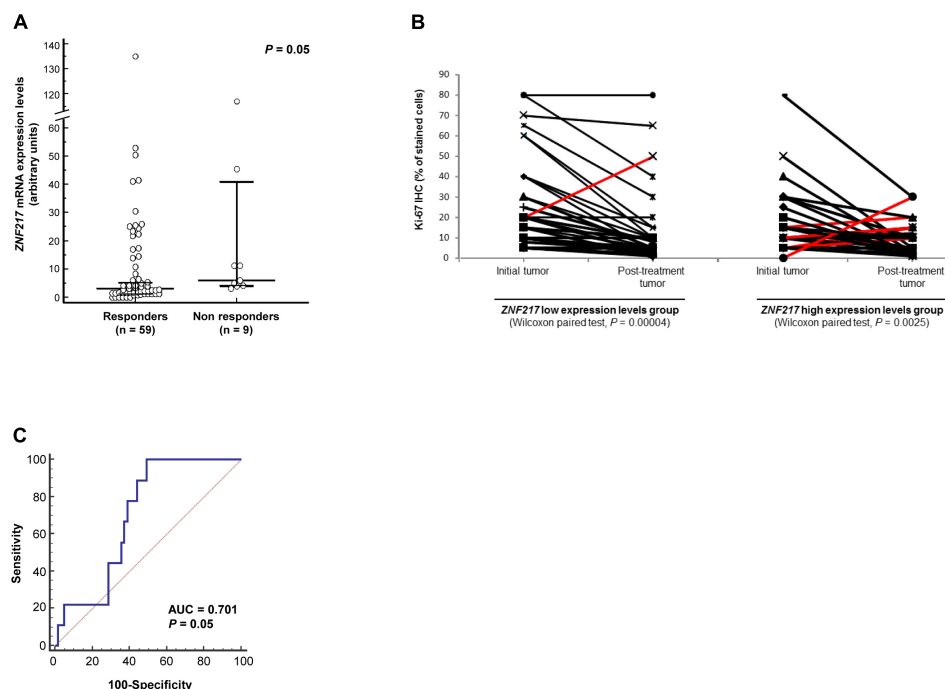 A
ZNF217 mRNA expression levels
(arbitrary units)
140
120
100
60
50
40
30
20
10
0
P = 0.05
Responders
(n = 59)
Non responders
(n = 9)
B
Ki-67 IHC (% of stained cells)
90
80
70
60
50
40
30
20
10
0
Initial tumor
Post-treatment
tumor
Initial tumor
Post-treatment
tumor
ZNF217 low expression levels group
(Wilcoxon paired test, P = 0.00004)
ZNF217 high expression levels group
(Wilcoxon paired test, P = 0.0025)
C
Sensitivity
100
80
60
40
20
0
AUC = 0.701
P = 0.05
0 20 40 60 80 100
100-Specificity